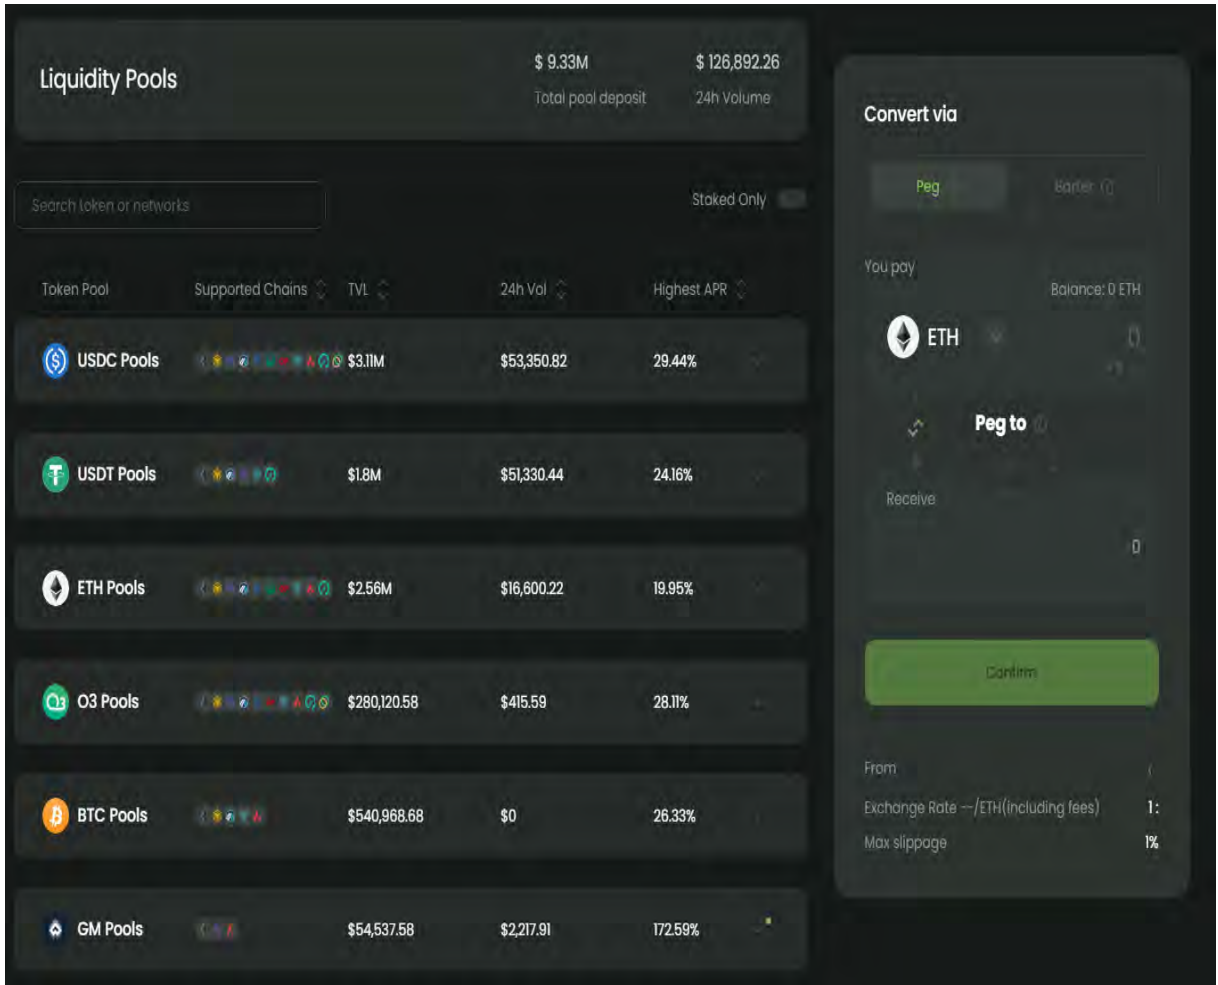 Liquidity Pools
$ 9.33M
Total pool deposit
$ 126,892.26
24h Volume
Search token or networks
Staked Only
Token Pool Supported Chains TVL 24h Vol Highest APR
USDC Pools $3.11M $53,350.82 29.44%
USDT Pools $1.8M $51,330.44 24.16%
ETH Pools $2.56M $16,600.22 19.95%
O3 Pools $280,120.58 $415.59 28.11%
BTC Pools $540,968.68 $0 26.33%
GM Pools $54,537.58 $2,217.91 172.59%
Convert via
Peg Barter
You pay
Balance: 0 ETH
ETH 0
Peg to
Receive
0
Confirm
From
Exchange Rate --/ETH(including fees) 1 :
Max slippage 1%